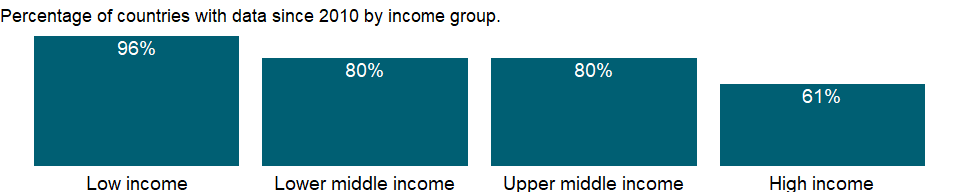 Percentage of countries with data since 2010 by income group.
96%
80%
80%
61%
Low income
Lower middle income
Upper middle income
High income